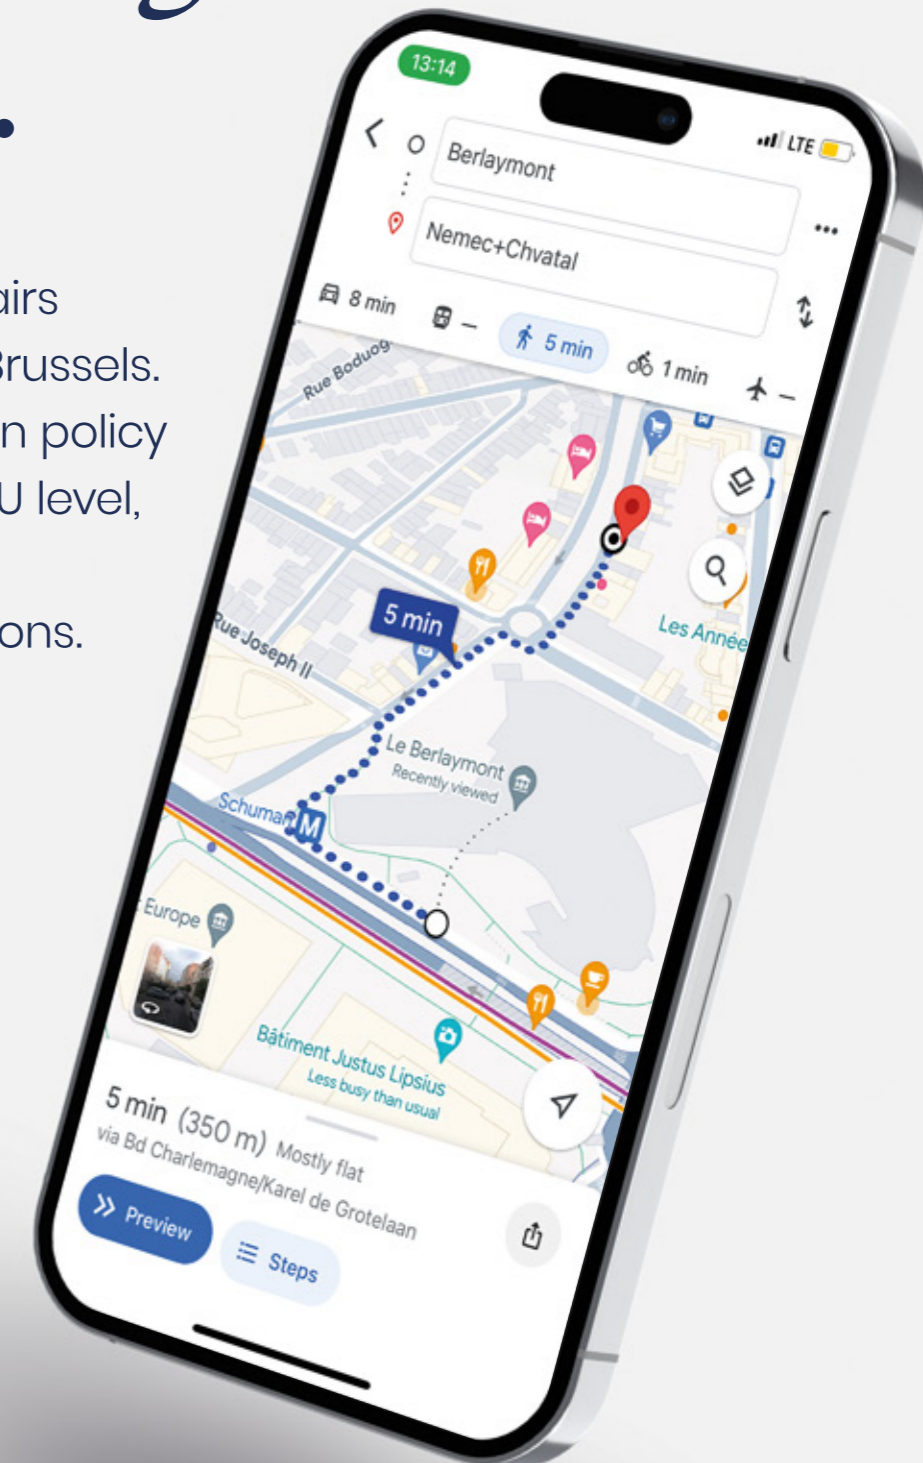 g
.
airs
Brussels.
n policy
U level,
ons.
13:14
LTE
Berlaymont
Nemec+Chvatal
8 min
–
5 min
1 min
–
Rue Boduog
5 min
Les Année
Rue Joseph II
Le Berlaymont
Recently viewed
Schuman
M
Europe
Bâtiment Justus Lipsius
Less busy than usual
5 min (350 m) Mostly flat
via Bd Charlemagne/Karel de Grotelaan
Preview
Steps